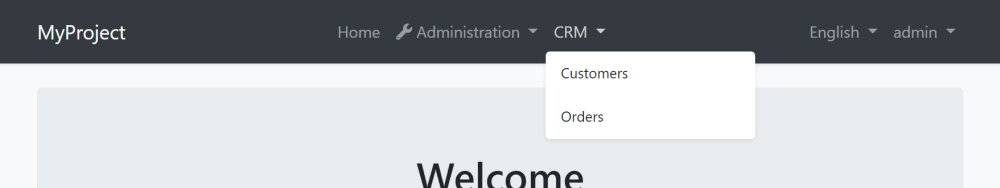 MyProject Home Administration CRM English admin
Customers
Orders
Welcome